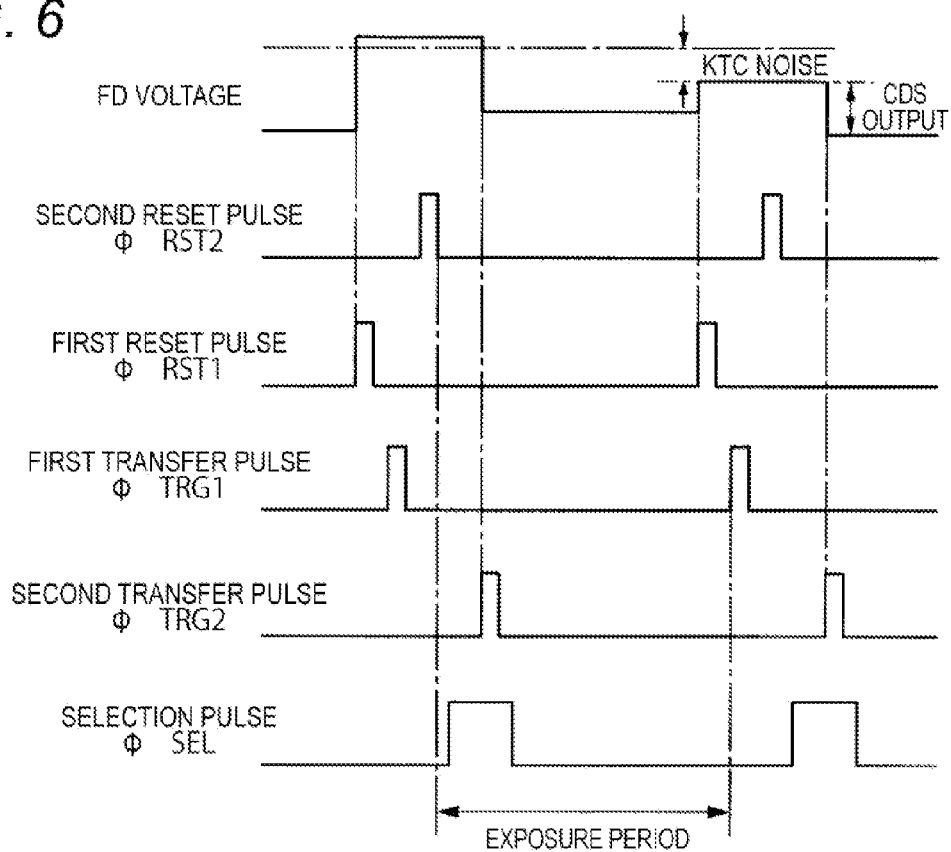 . 6
KTC NOISE
FD VOLTAGE
CDS
OUTPUT
SECOND RESET PULSE
Φ RST2
FIRST RESET PULSE
Φ RST1
FIRST TRANSFER PULSE
Φ TRG1
SECOND TRANSFER PULSE
Φ TRG2
SELECTION PULSE
Φ SEL
EXPOSURE PERIOD